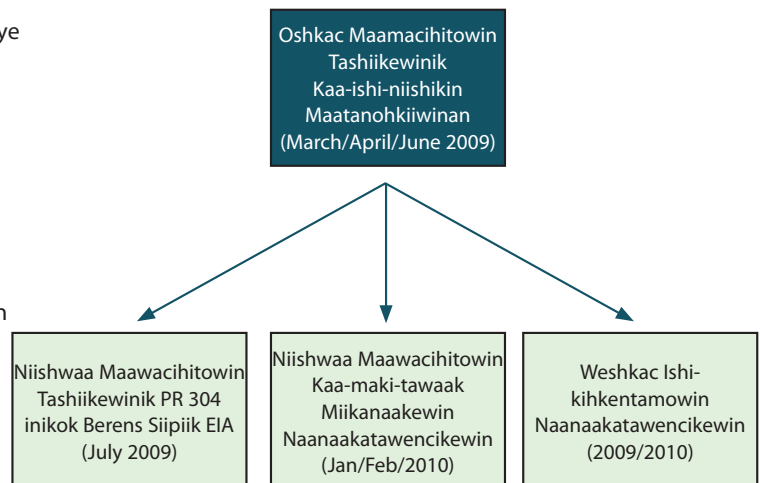 ye
Oshkac Maamacihitowin
Tashiikewinik
Kaa-ishi-niishikin
Maatanohkiiwinan
(March/April/June 2009)
n
Niishwaa Maawacihitowin
Tashiikewinik PR 304
inikok Berens Siipiik EIA
(July 2009)
Niishwaa Maawacihitowin
Kaa-maki-tawaak
Miikanaakewin
Naanaakatawencikewin
(Jan/Feb/2010)
Weshkac Ishi-
kihkentamowin
Naanaakatawencikewin
(2009/2010)